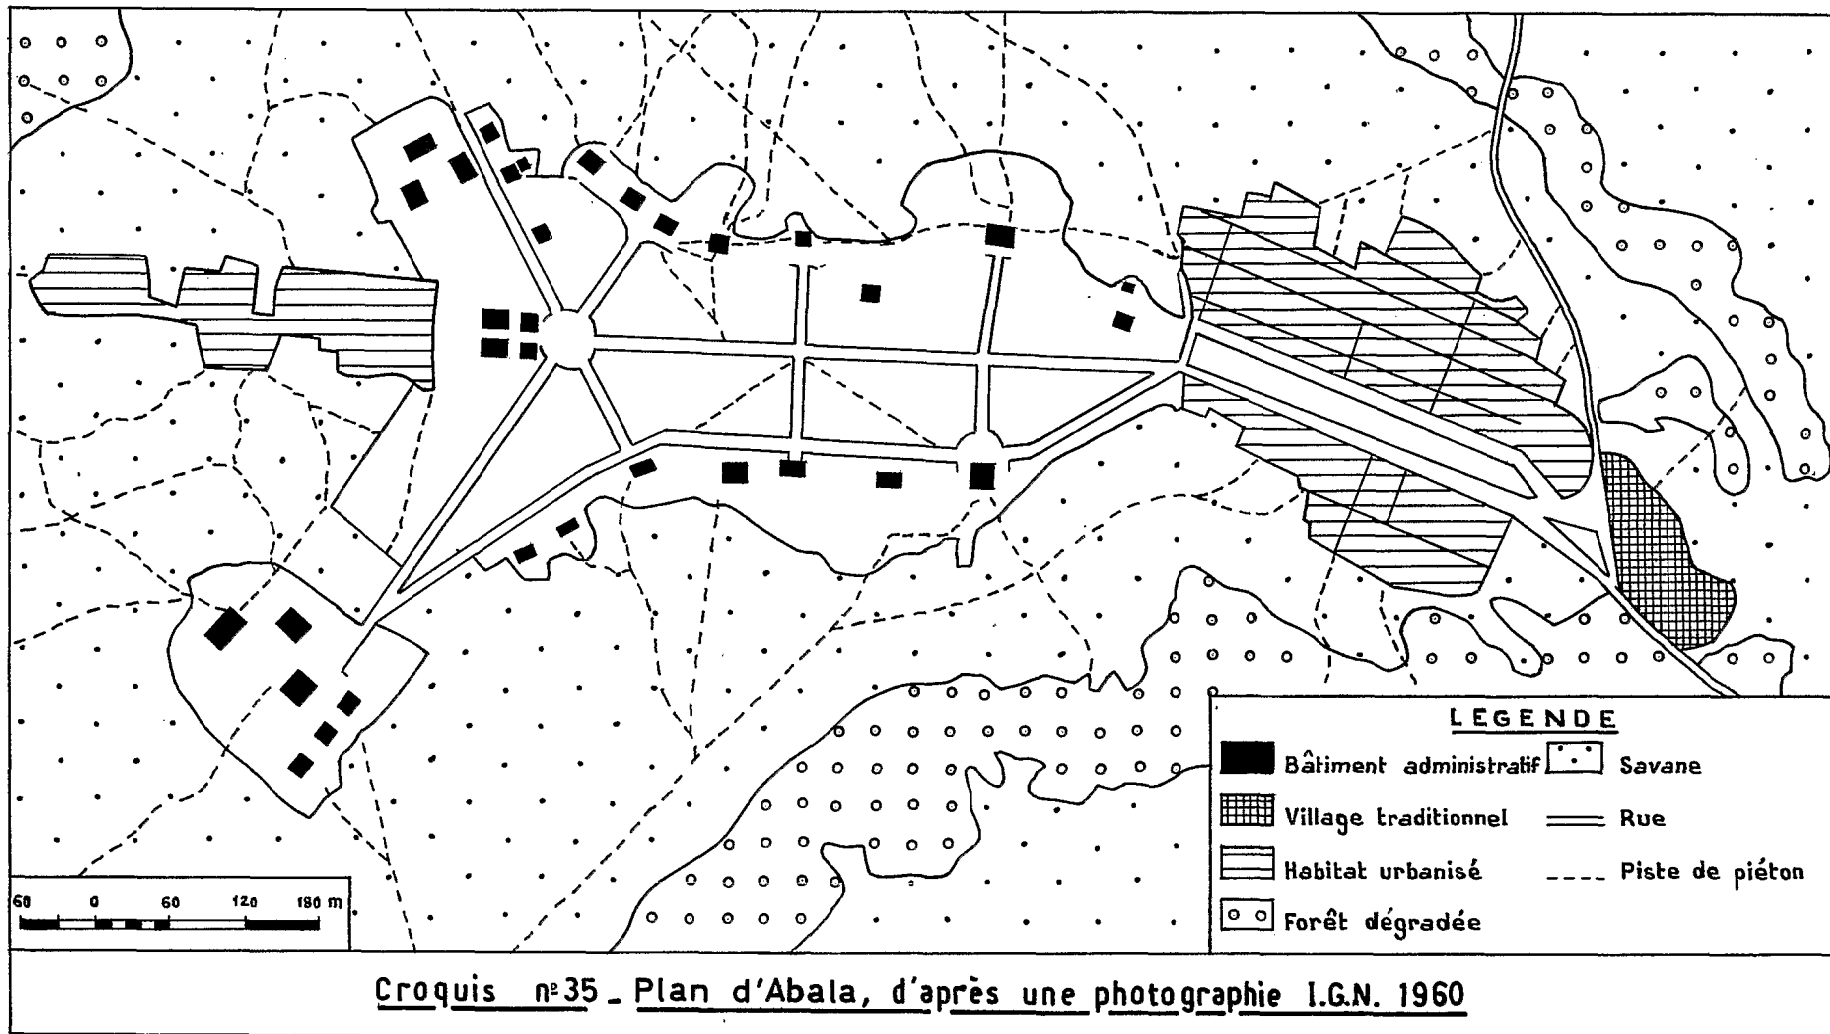 LEGENDE
Bâtiment administratif
Savane
Village traditionnel
Rue
Habitat urbanisé
Piste de piéton
Forêt dégradée
60 0 60 120 180 m
Croquis nº35 _ Plan d'Abala, d'après une photographie I.G.N. 1960